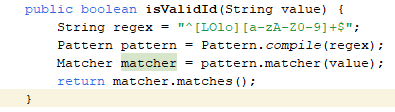 public boolean isValidId(String value) {
String regex = "^[LOlo][a-zA-Z0-9]+$";
Pattern pattern = Pattern.compile(regex);
Matcher matcher = pattern.matcher(value);
return matcher.matches();
}